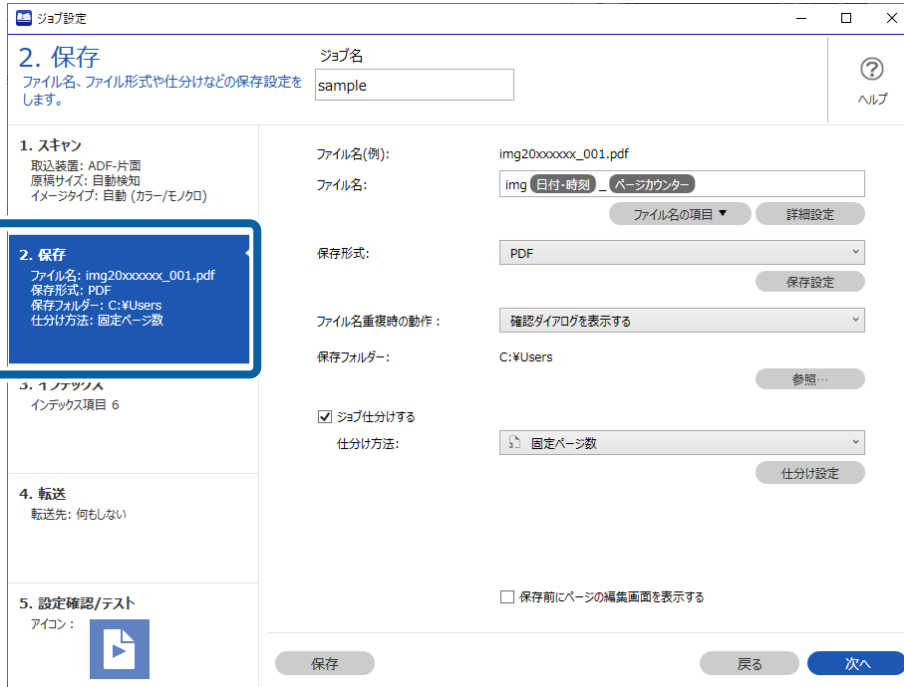 ジョブ設定
2. 保存
ファイル名、ファイル形式や仕分けなどの保存設定を
します。
ジョブ名
sample
ヘルプ
1. スキャン
取込装置: ADF-片面
原稿サイズ: 自動検知
イメージタイプ: 自動 (カラー/モノクロ)
2. 保存
ファイル名: img20xxxxxx_001.pdf
保存形式: PDF
保存フォルダー: C:¥Users
仕分け方法: 固定ページ数
3. インデックス
インデックス項目 6
4. 転送
転送先: 何もしない
5. 設定確認/テスト
アイコン :
ファイル名(例): img20xxxxxx_001.pdf
ファイル名: img 日付・時刻 _ ページカウンター
ファイル名の項目▼ 詳細設定
保存形式: PDF
保存設定
ファイル名重複時の動作 : 確認ダイアログを表示する
保存フォルダー: C:¥Users
参照…
ジョブ仕分けする
仕分け方法: 3 固定ページ数
仕分け設定
保存前にページの編集画面を表示する
保存 戻る 次へ